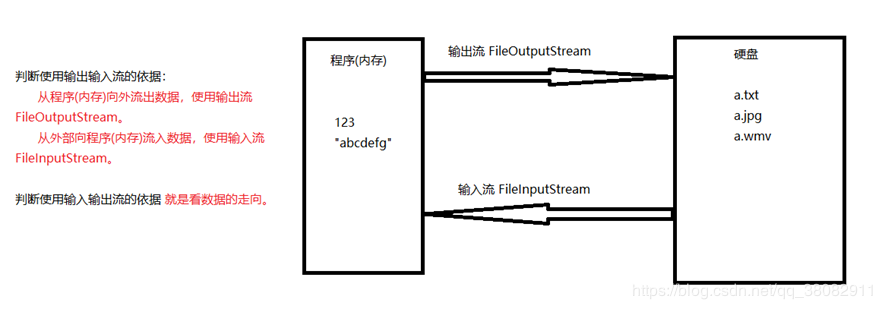 判断使用输出输入流的依据：
从程序(内存)向外流出数据，使用输出流
FileOutputStream。
从外部向程序(内存)流入数据，使用输入流
FileInputStream。
判断使用输入输出流的依据 就是看数据的走向。
程序(内存)
123
"abcdefg"
输出流 FileOutputStream
输入流 FileInputStream
硬盘
a.txt
a.jpg
a.wmv
https://blog.csdn.net/qq_38082911